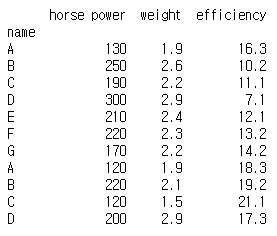 horse power weight efficiency
name
A 130 1.9 16.3
B 250 2.6 10.2
C 190 2.2 11.1
D 300 2.9 7.1
E 210 2.4 12.1
F 220 2.3 13.2
G 170 2.2 14.2
A 120 1.9 18.3
B 220 2.1 19.2
C 120 1.5 21.1
D 200 2.9 17.3